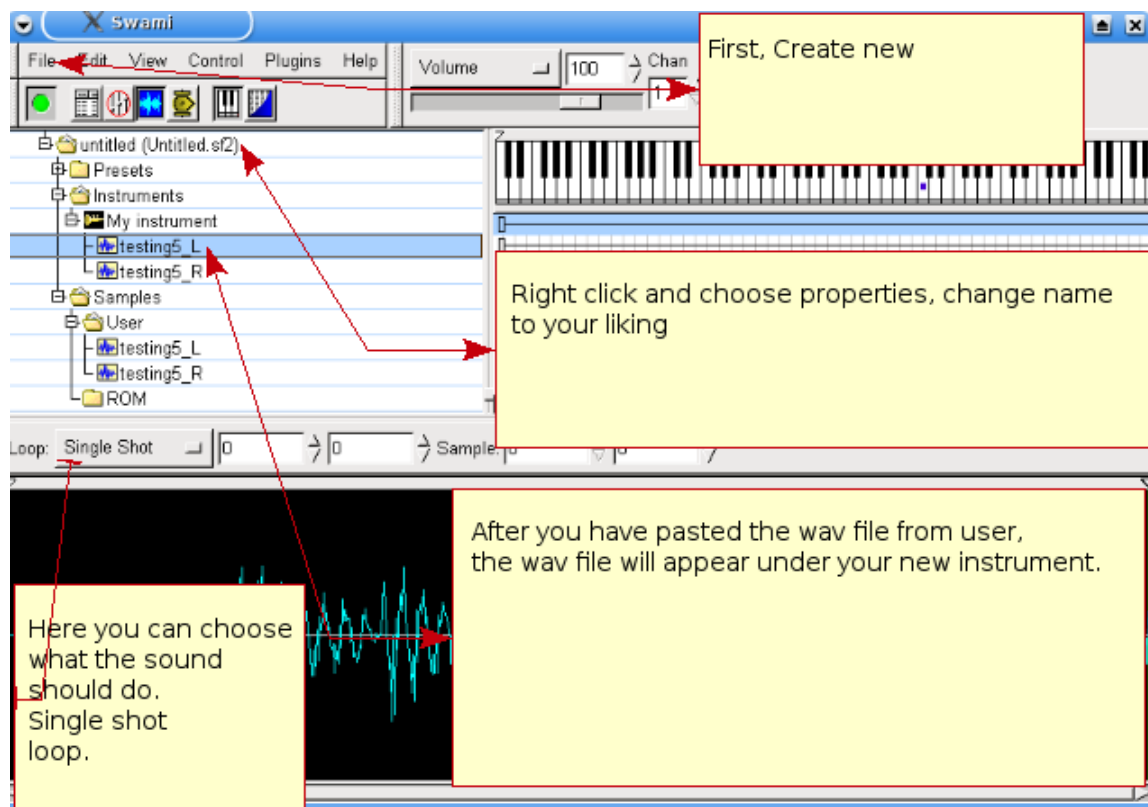 Swami
File Edit View Control Plugins Help
Volume 100 Chan
1
First, Create new
untitled (Untitled.sf2)
Presets
Instruments
My instrument
testing5_L
testing5_R
Samples
User
testing5_L
testing5_R
ROM
Right click and choose properties, change name
to your liking
Loop: Single Shot 0 0 Sample:
After you have pasted the wav file from user,
the wav file will appear under your new instrument.
Here you can choose
what the sound
should do.
Single shot
loop.